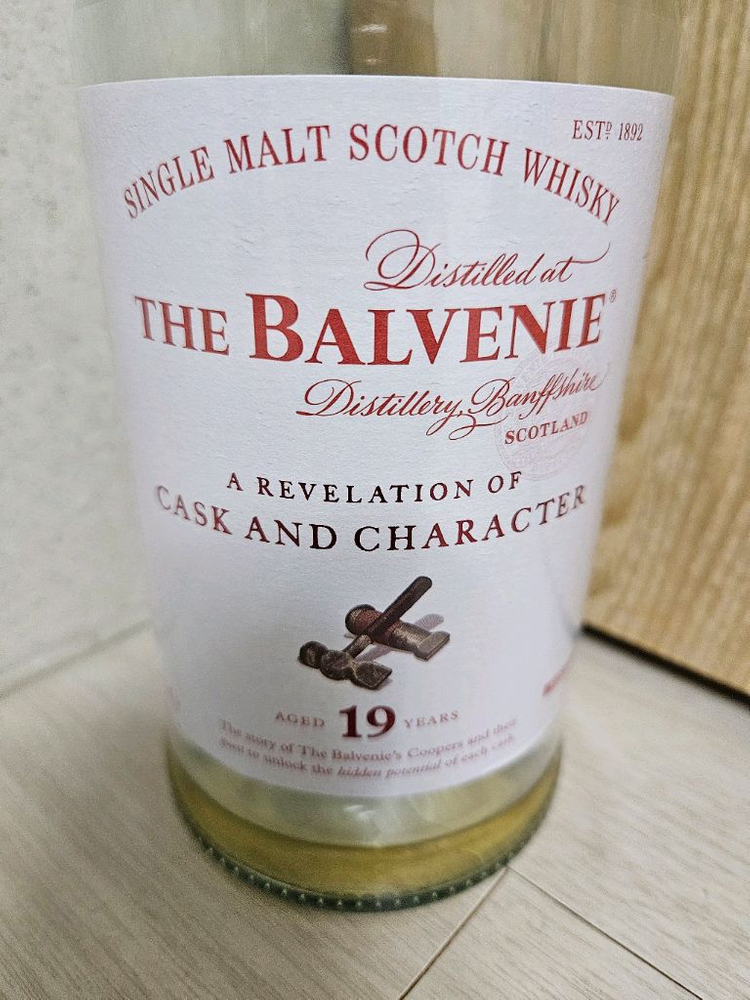 ESTD 1892
SINGLE MALT SCOTCH WHISKY
Distilled at
THE BALVENIE®
Distillery, Banffshire
SCOTLAND
A REVELATION OF
CASK AND CHARACTER
AGED 19 YEARS
The story of The Balvenie's Coopers and their
to unlock the hidden potential of each cask